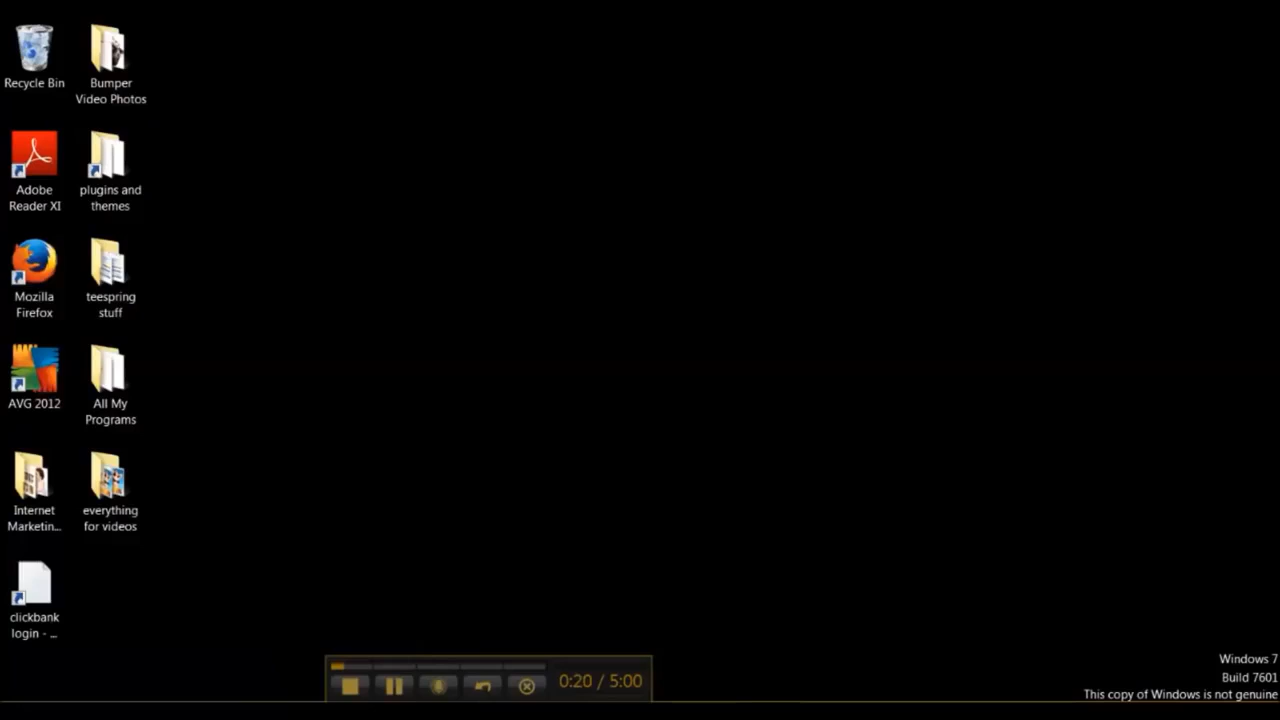 Recycle Bin
Bumper
Video Photos
Adobe
Reader XI
plugins and
themes
Mozilla
Firefox
teespring
stuff
AVG 2012
All My
Programs
Internet
Marketin...
everything
for videos
clickbank
login - ...
0:20 / 5:00
Windows 7
Build 7601
This copy of Windows is not genuine